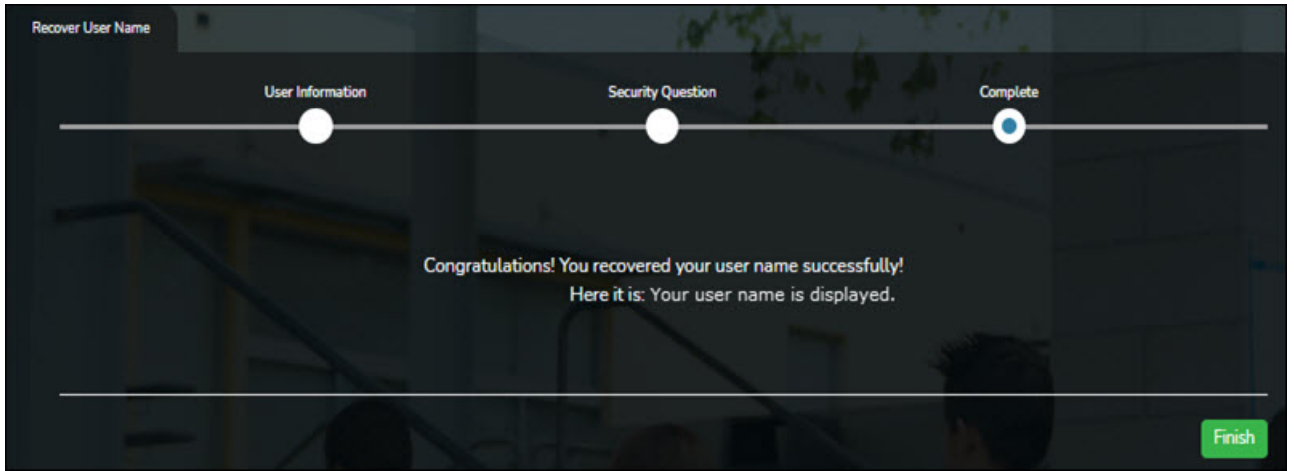 Recover User Name
User Information
Security Question
Complete
Congratulations! You recovered your user name successfully!
Here it is: Your user name is displayed.
Finish